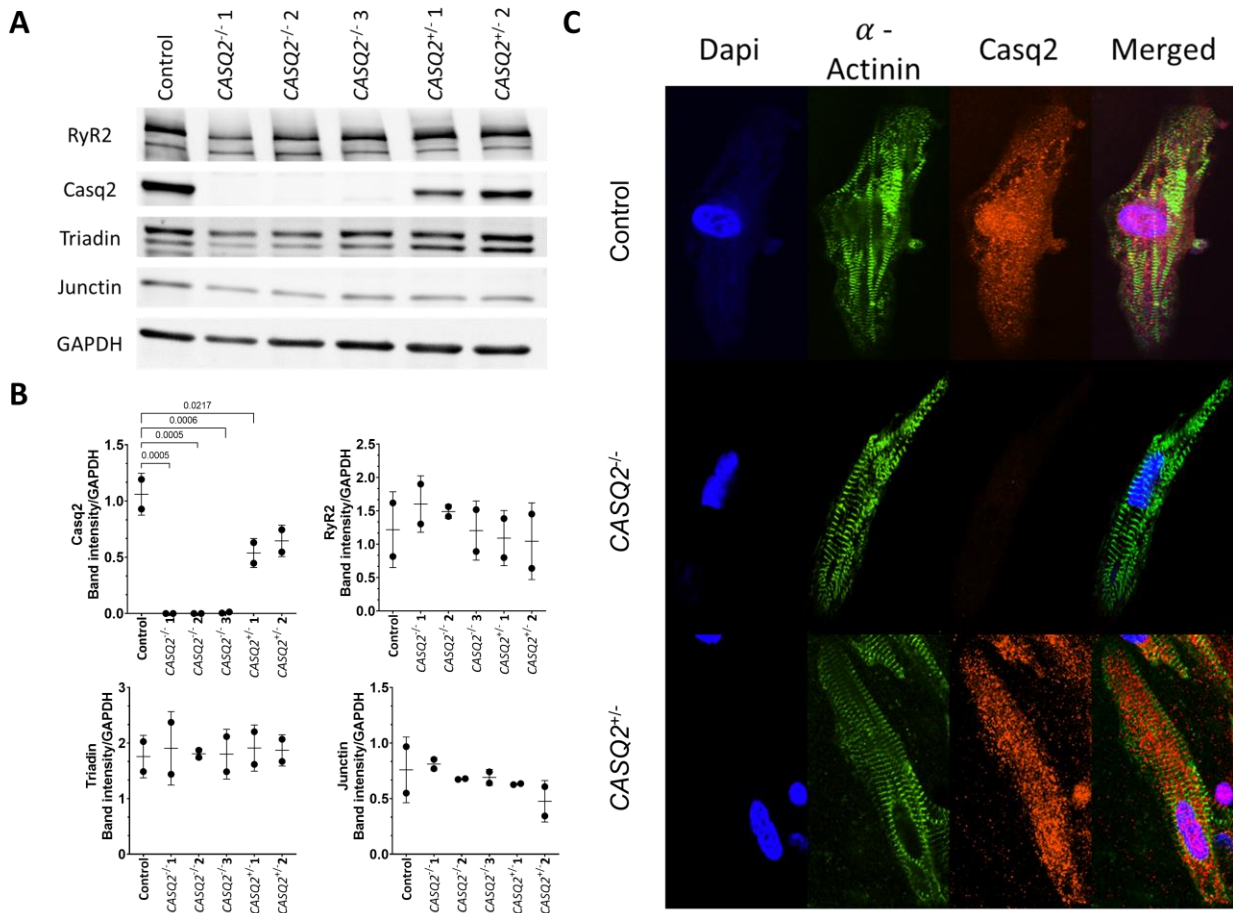 A
Control
CASQ2-/- 1
CASQ2-/- 2
CASQ2-/- 3
CASQ2+/- 1
CASQ2+/- 2
RyR2
Casq2
Triadin
Junctin
GAPDH
B
0.0217
0.0006
0.0005
0.0005
Casq2
Band intensity/GAPDH
1.5
1.0
0.5
0.0
Control
CASQ2-/- 1
CASQ2-/- 2
CASQ2-/- 3
CASQ2+/- 1
CASQ2+/- 2
RyR2
Band intensity/GAPDH
2.5
2.0
1.5
1.0
0.5
0.0
Control
CASQ2-/- 1
CASQ2-/- 2
CASQ2-/- 3
CASQ2+/- 1
CASQ2+/- 2
Triadin
Band intensity/GAPDH
3
2
1
0
Control
CASQ2-/- 1
CASQ2-/- 2
CASQ2-/- 3
CASQ2+/- 1
CASQ2+/- 2
Junctin
Band intensity/GAPDH
1.5
1.0
0.5
0.0
Control
CASQ2-/- 1
CASQ2-/- 2
CASQ2-/- 3
CASQ2+/- 1
CASQ2+/- 2
C
Dapi
α -
Actinin
Casq2
Merged
Control
CASQ2-/-
CASQ2+/-